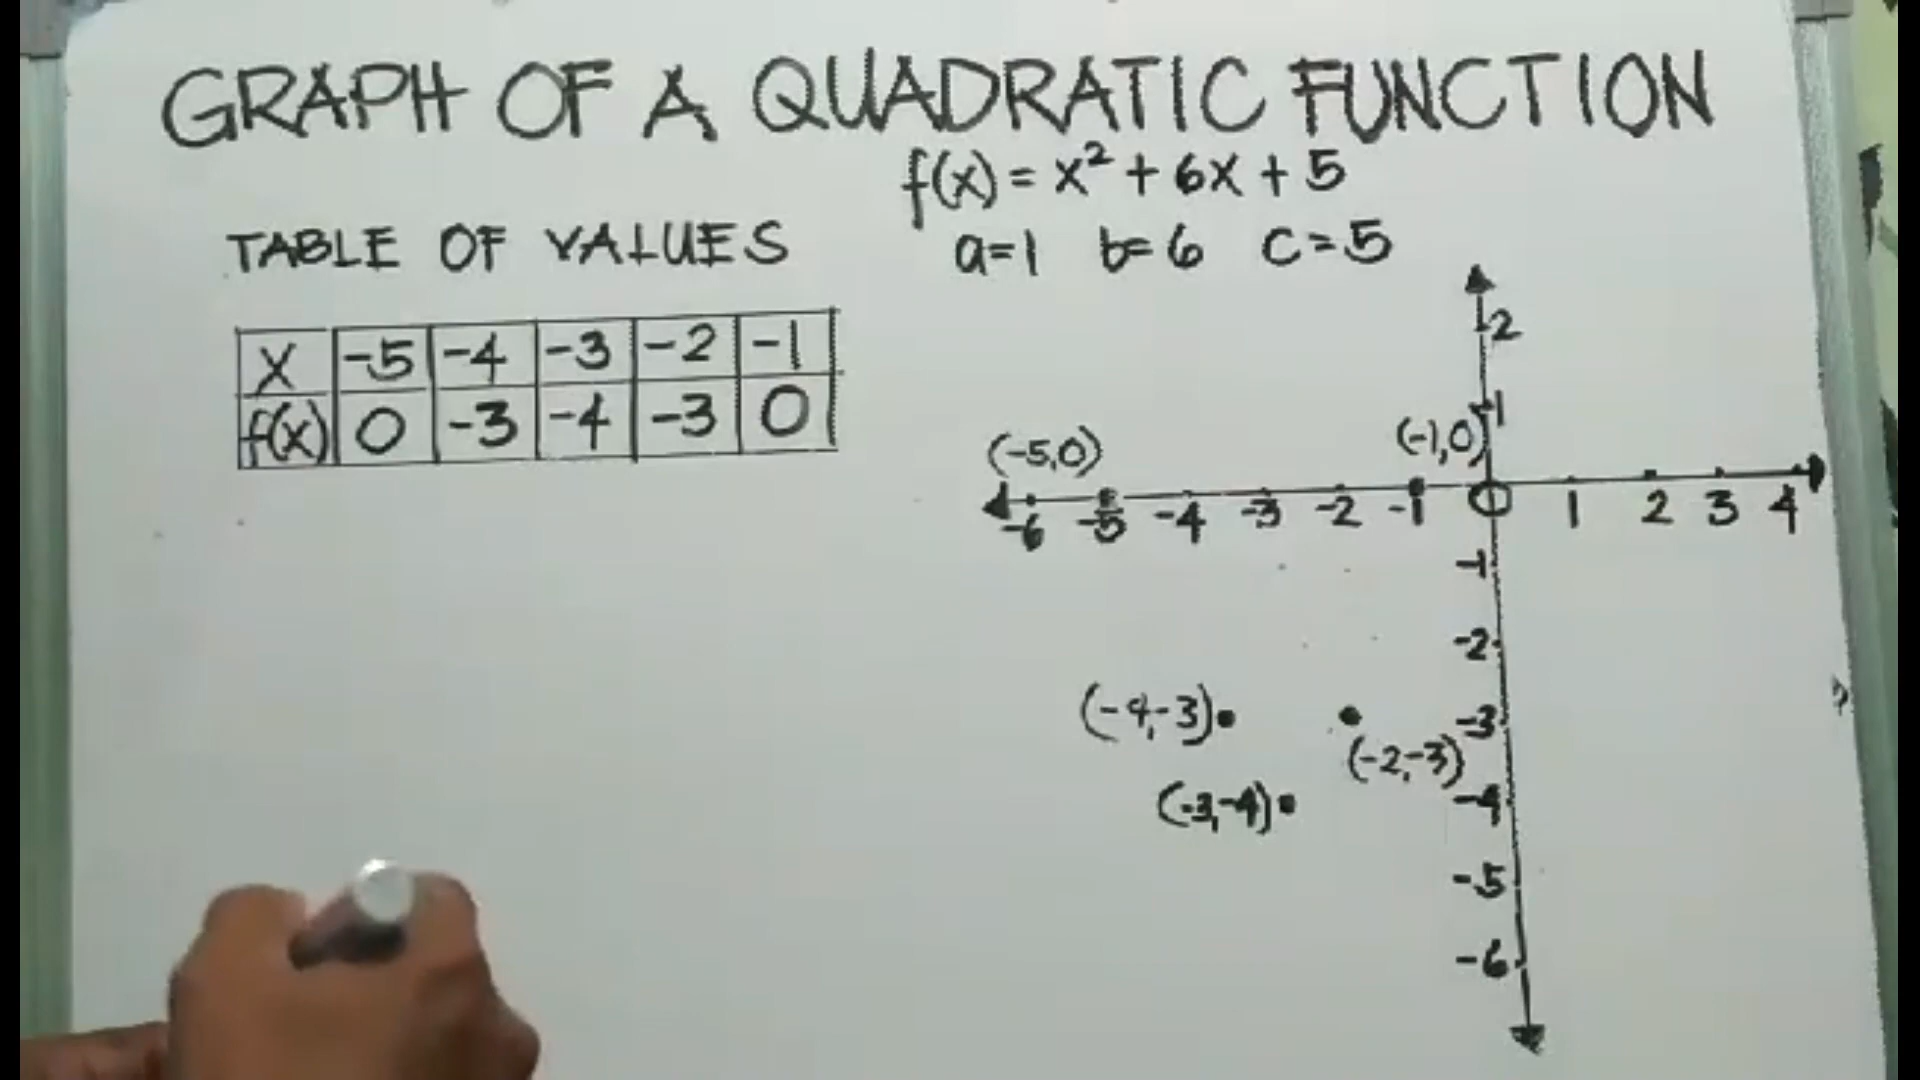 GRAPH OF A QUADRATIC FUNCTION
f(x) = x² + 6x + 5
a=1 b=6 c=5
TABLE OF VALUES
x -5 -4 -3 -2 -1
f(x) 0 -3 -4 -3 0
2
1
(-5,0) (-1,0)
-6 -5 -4 -3 -2 -1 0 1 2 3 4
-1
-2
(-4,-3) -3
(-2,-3)
(-3,-4) -4
-5
-6